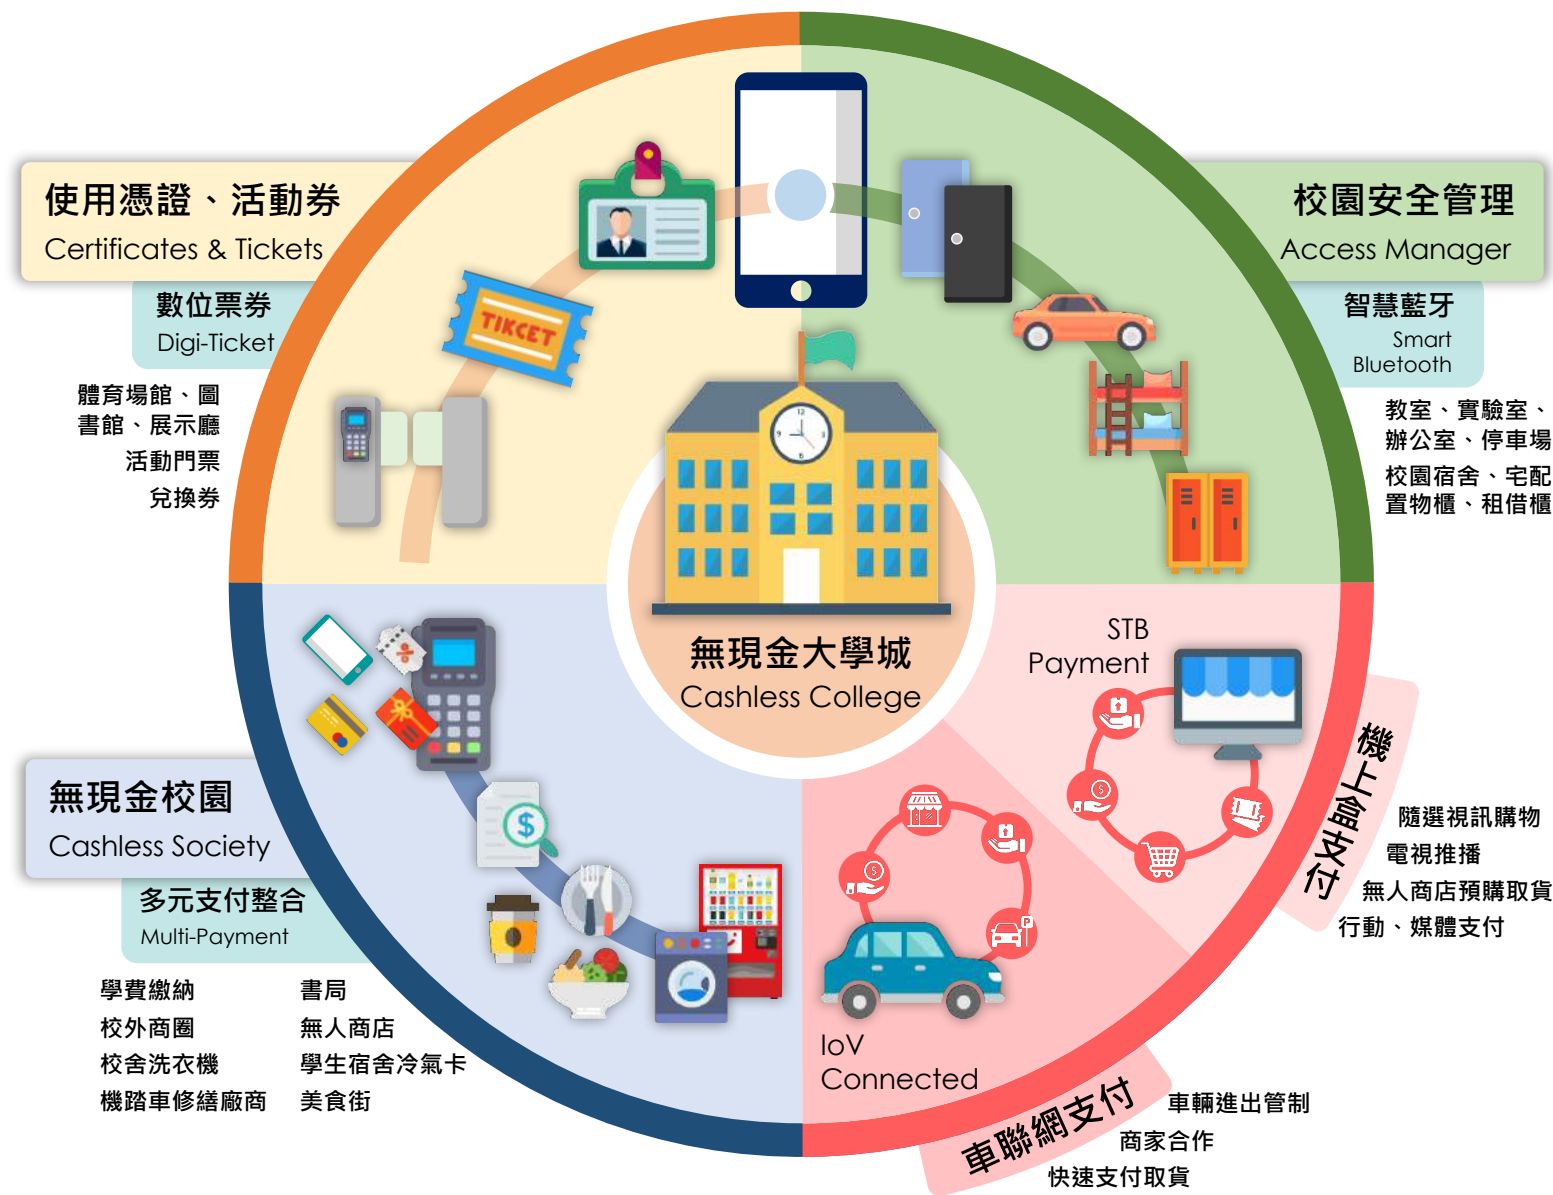 使用憑證、活動券
Certificates & Tickets
數位票券
Digi-Ticket
體育場館、圖
書館、展示廳
活動門票
兌換券
TIKCET
校園安全管理
Access Manager
智慧藍牙
Smart
Bluetooth
教室、實驗室、
辦公室、停車場
校園宿舍、宅配
置物櫃、租借櫃
12
3
6
9
無現金大學城
Cashless College
無現金校園
Cashless Society
多元支付整合
Multi-Payment
學費繳納
校外商圈
校舍洗衣機
機踏車修繕廠商
書局
無人商店
學生宿舍冷氣卡
美食街
%
$
STB
Payment
$
機上盒支付
隨選視訊購物
電視推播
無人商店預購取貨
行動、媒體支付
$
P
IoV
Connected
車聯網支付
車輛進出管制
商家合作
快速支付取貨